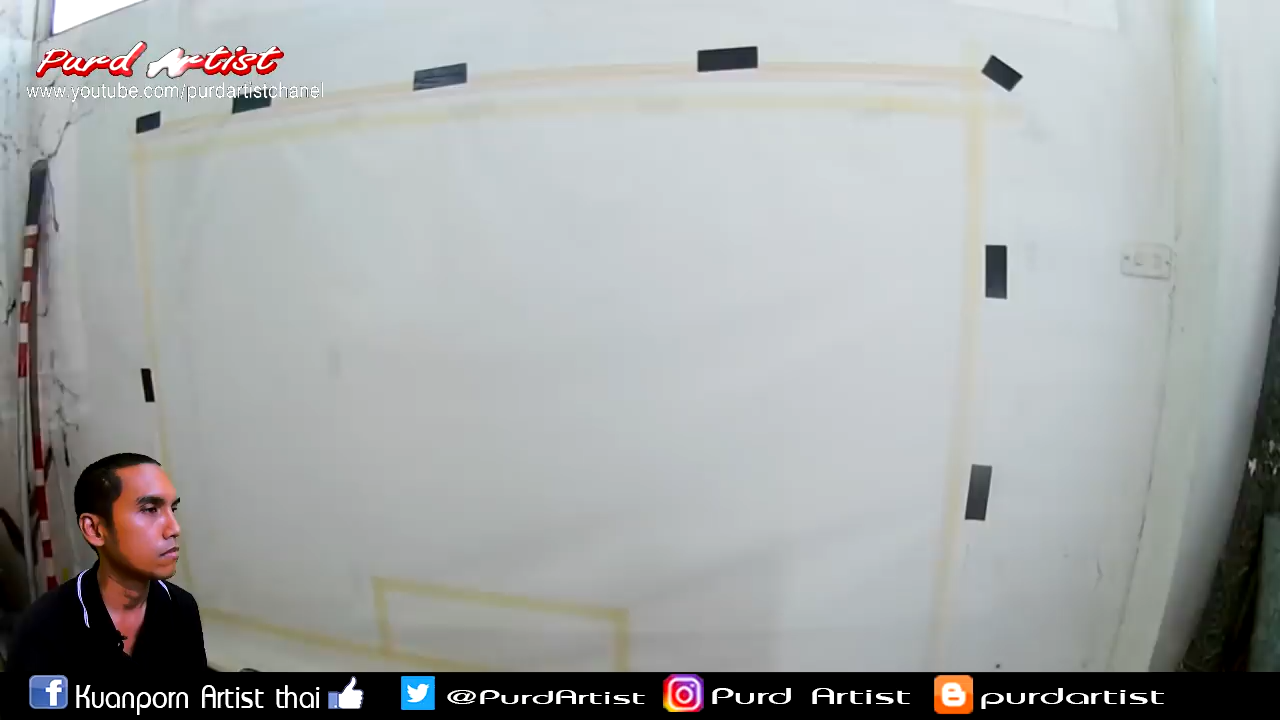 Purd Artist
www.youtube.com/purdartistchanel
Kuanporn Artist thai
@PurdArtist
Purd Artist
purdartist